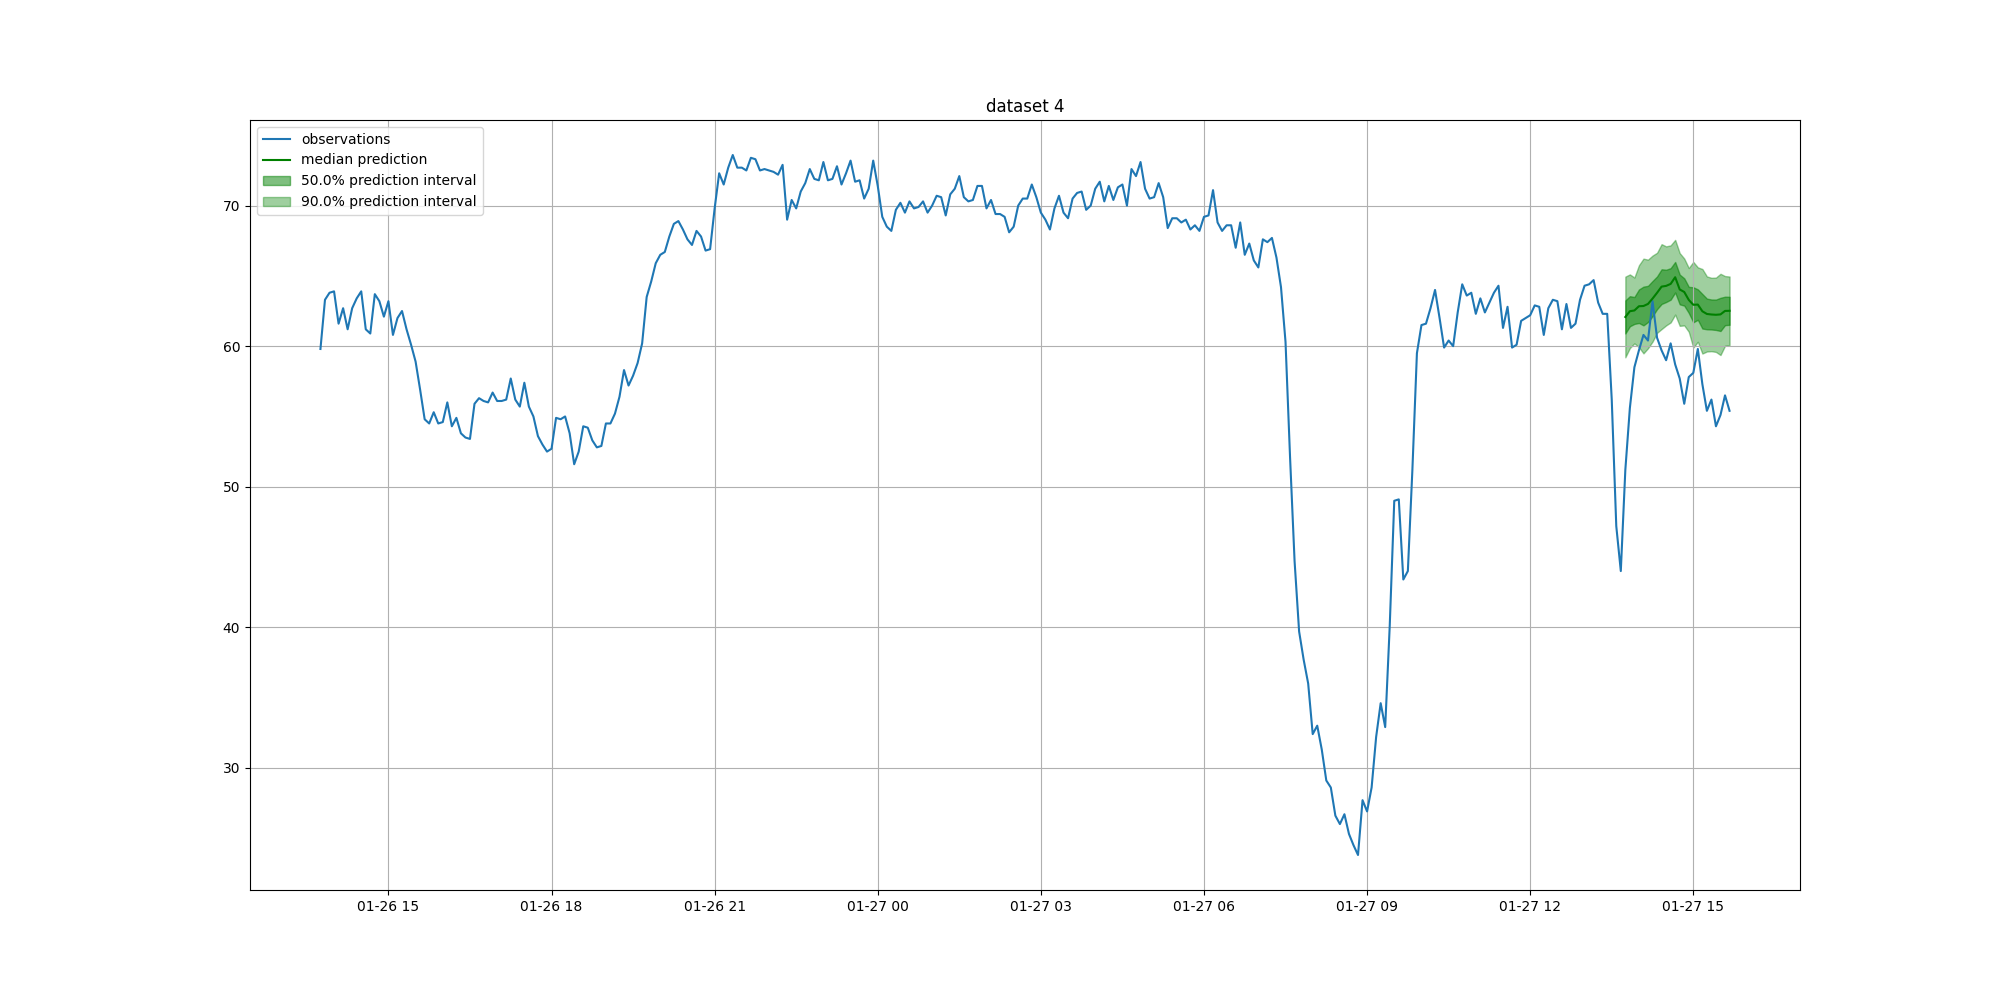 dataset 4
observations
median prediction
50.0% prediction interval
90.0% prediction interval
70
60
50
40
30
01-26 15 01-26 18 01-26 21 01-27 00 01-27 03 01-27 06 01-27 09 01-27 12 01-27 15